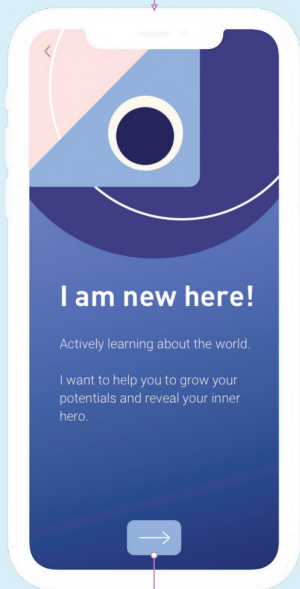 I am new here!
Actively learning about the world.
I want to help you to grow your
potentials and reveal your inner
hero.